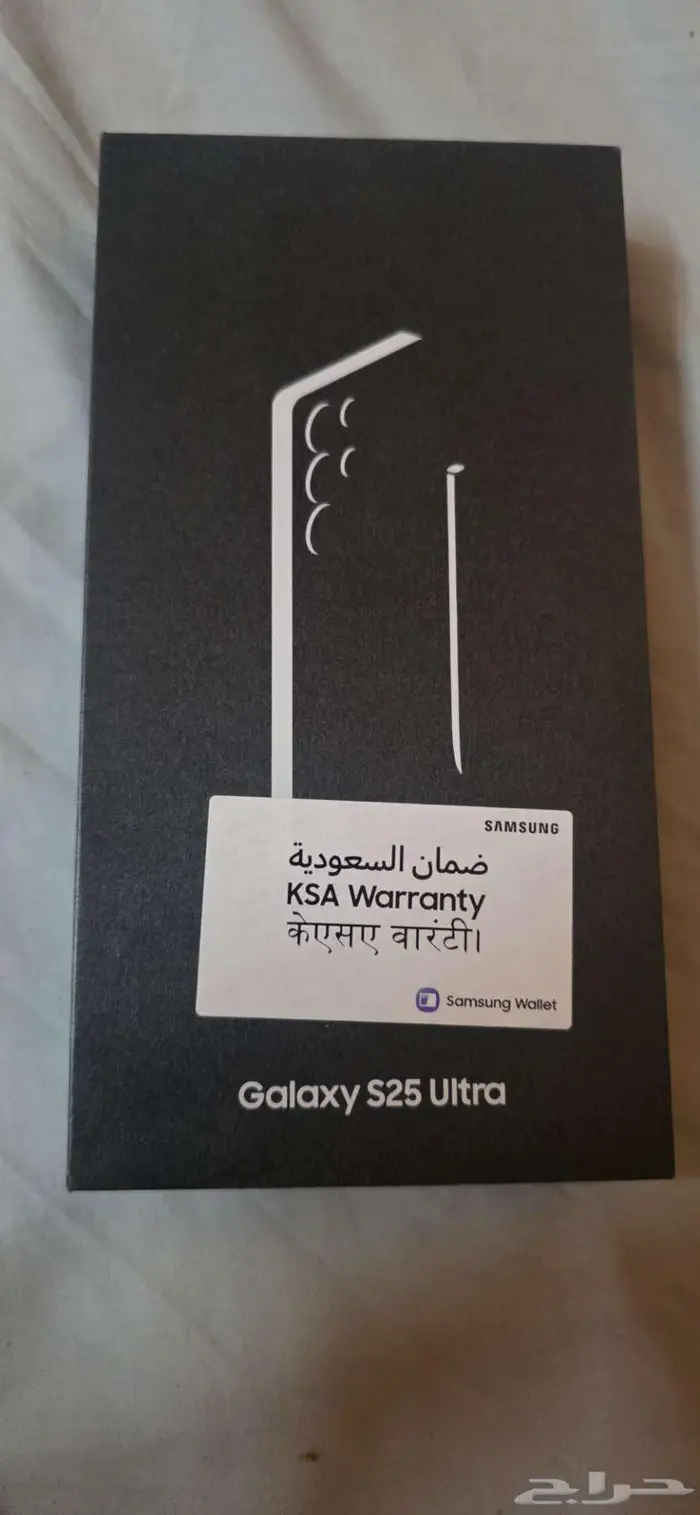 SAMSUNG
ضمان السعودية
KSA Warranty
केएसए वारंटी।
Samsung Wallet
Galaxy S25 Ultra
حراج